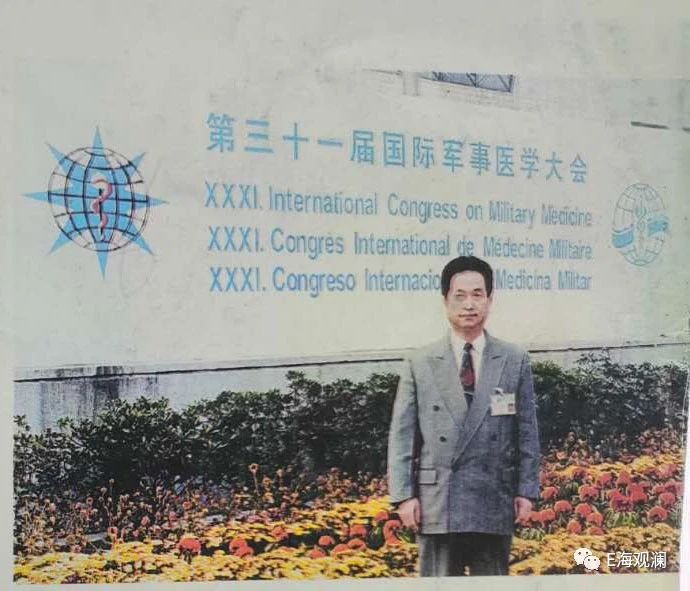 第三十一届国际军事医学大会
XXXI. International Congress on Military Medicine
XXXI. Congrès International de Médecine Militaire
XXXI. Congreso Internacio Medicina Militar
E海观澜